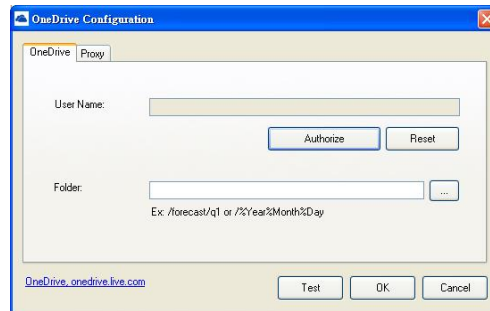 OneDrive Configuration
OneDrive Proxy
User Name:
Authorize Reset
Folder: ...
Ex: /forecast/q1 or /%Year%Month%Day
OneDrive, onedrive.live.com Test OK Cancel